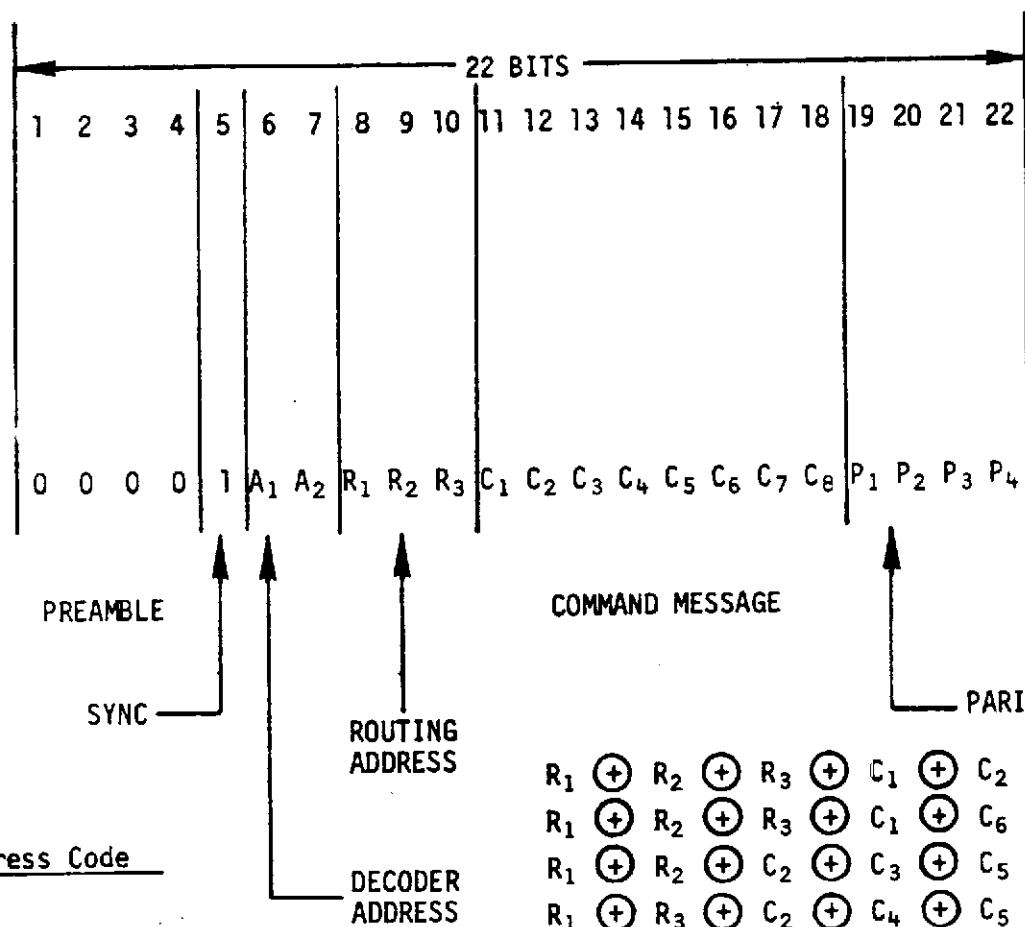 22 BITS
1 2 3 4 5 6 7 8 9 10 11 12 13 14 15 16 17 18 19 20 21 22
0 0 0 0 1 A₁ A₂ R₁ R₂ R₃ C₁ C₂ C₃ C₄ C₅ C₆ C₇ C₈ P₁ P₂ P₃ P₄
PREAMBLE
COMMAND MESSAGE
SYNC
PARI
ROUTING
ADDRESS
R₁ ⊕ R₂ ⊕ R₃ ⊕ C₁ ⊕ C₂
R₁ ⊕ R₂ ⊕ R₃ ⊕ C₁ ⊕ C₆
R₁ ⊕ R₂ ⊕ C₂ ⊕ C₃ ⊕ C₅
R₁ ⊕ R₃ ⊕ C₂ ⊕ C₄ ⊕ C₅
ress Code
DECODER
ADDRESS